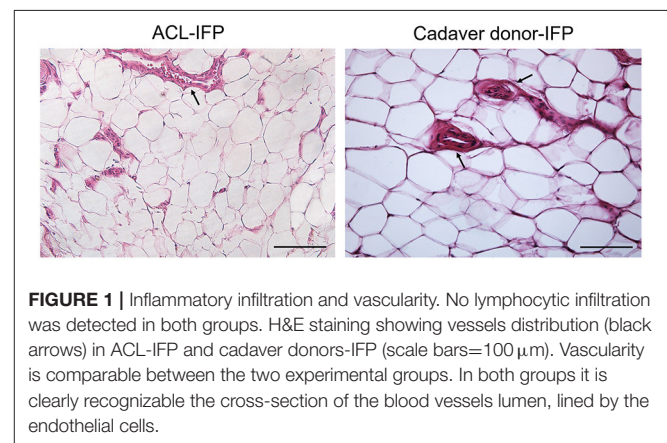 ACL-IFP
Cadaver donor-IFP
FIGURE 1 | Inflammatory infiltration and vascularity. No lymphocytic infiltration
was detected in both groups. H&E staining showing vessels distribution (black
arrows) in ACL-IFP and cadaver donors-IFP (scale bars=100 μm). Vascularity
is comparable between the two experimental groups. In both groups it is
clearly recognizable the cross-section of the blood vessels lumen, lined by the
endothelial cells.